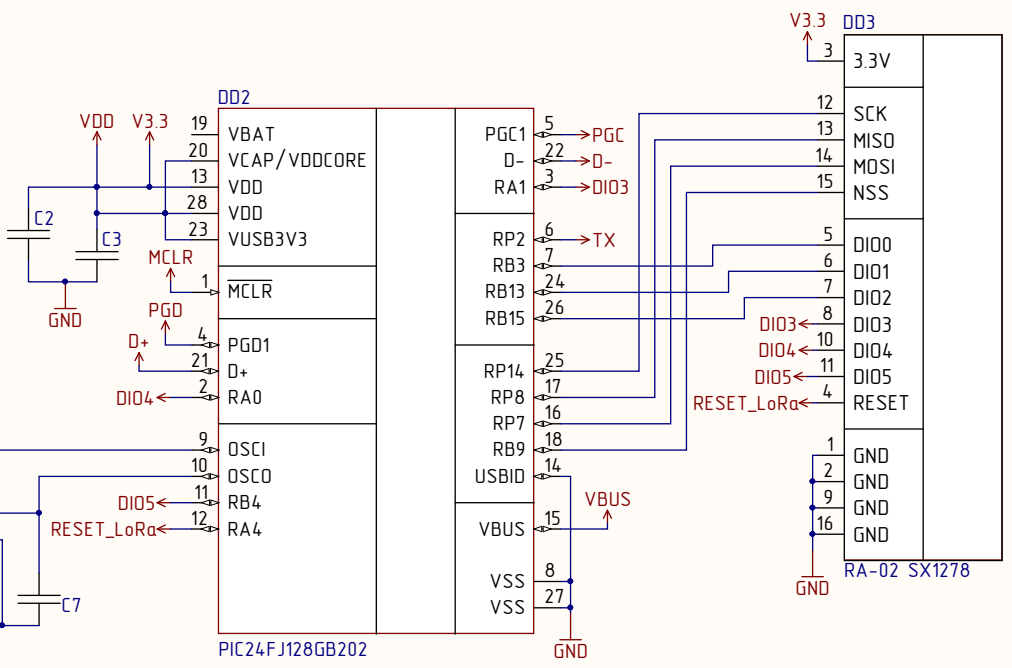 V3.3
DD3
3
3.3V
12
SCK
13
MISO
14
MOSI
15
NSS
5
DIO0
6
DIO1
7
DIO2
DIO3
8
DIO3
DIO4
10
DIO4
DIO5
11
DIO5
RESET_LoRa
4
RESET
1
GND
2
GND
9
GND
16
GND
GND
RA-02 SX1278
DD2
VDD
V3.3
19
VBAT
20
VCAP/VDDCORE
13
VDD
28
VDD
23
VUSB3V3
C2
C3
GND
MCLR
1
MCLR
PGD
4
PGD1
D+
21
D+
DIO4
2
RA0
9
OSCI
10
OSCO
DIO5
11
RB4
RESET_LoRa
12
RA4
C7
PGC1
5
PGC
D-
22
D-
RA1
3
DIO3
RP2
6
TX
RB3
7
RB13
24
RB15
26
RP14
25
RP8
17
RP7
16
RB9
18
USBID
14
VBUS
15
VBUS
VSS
8
VSS
27
GND
PIC24FJ128GB202